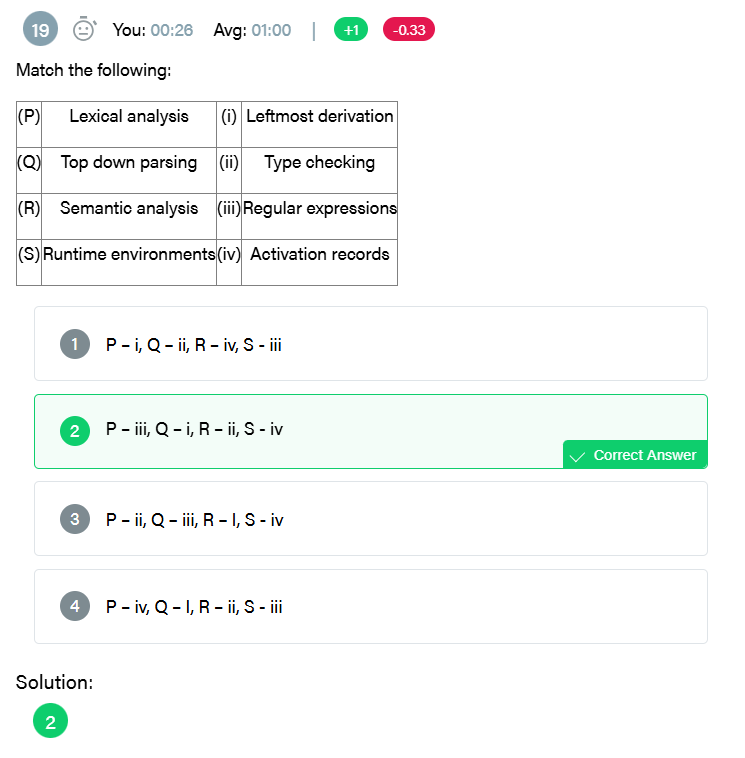 19 You: 00:26 Avg: 01:00 | +1 -0.33
Match the following:
(P) Lexical analysis (i) Leftmost derivation
(Q) Top down parsing (ii) Type checking
(R) Semantic analysis (iii) Regular expressions
(S) Runtime environments (iv) Activation records
1 P – i, Q – ii, R – iv, S - iii
2 P – iii, Q – i, R – ii, S - iv
Correct Answer
3 P – ii, Q – iii, R – I, S - iv
4 P – iv, Q – I, R – ii, S - iii
Solution:
2